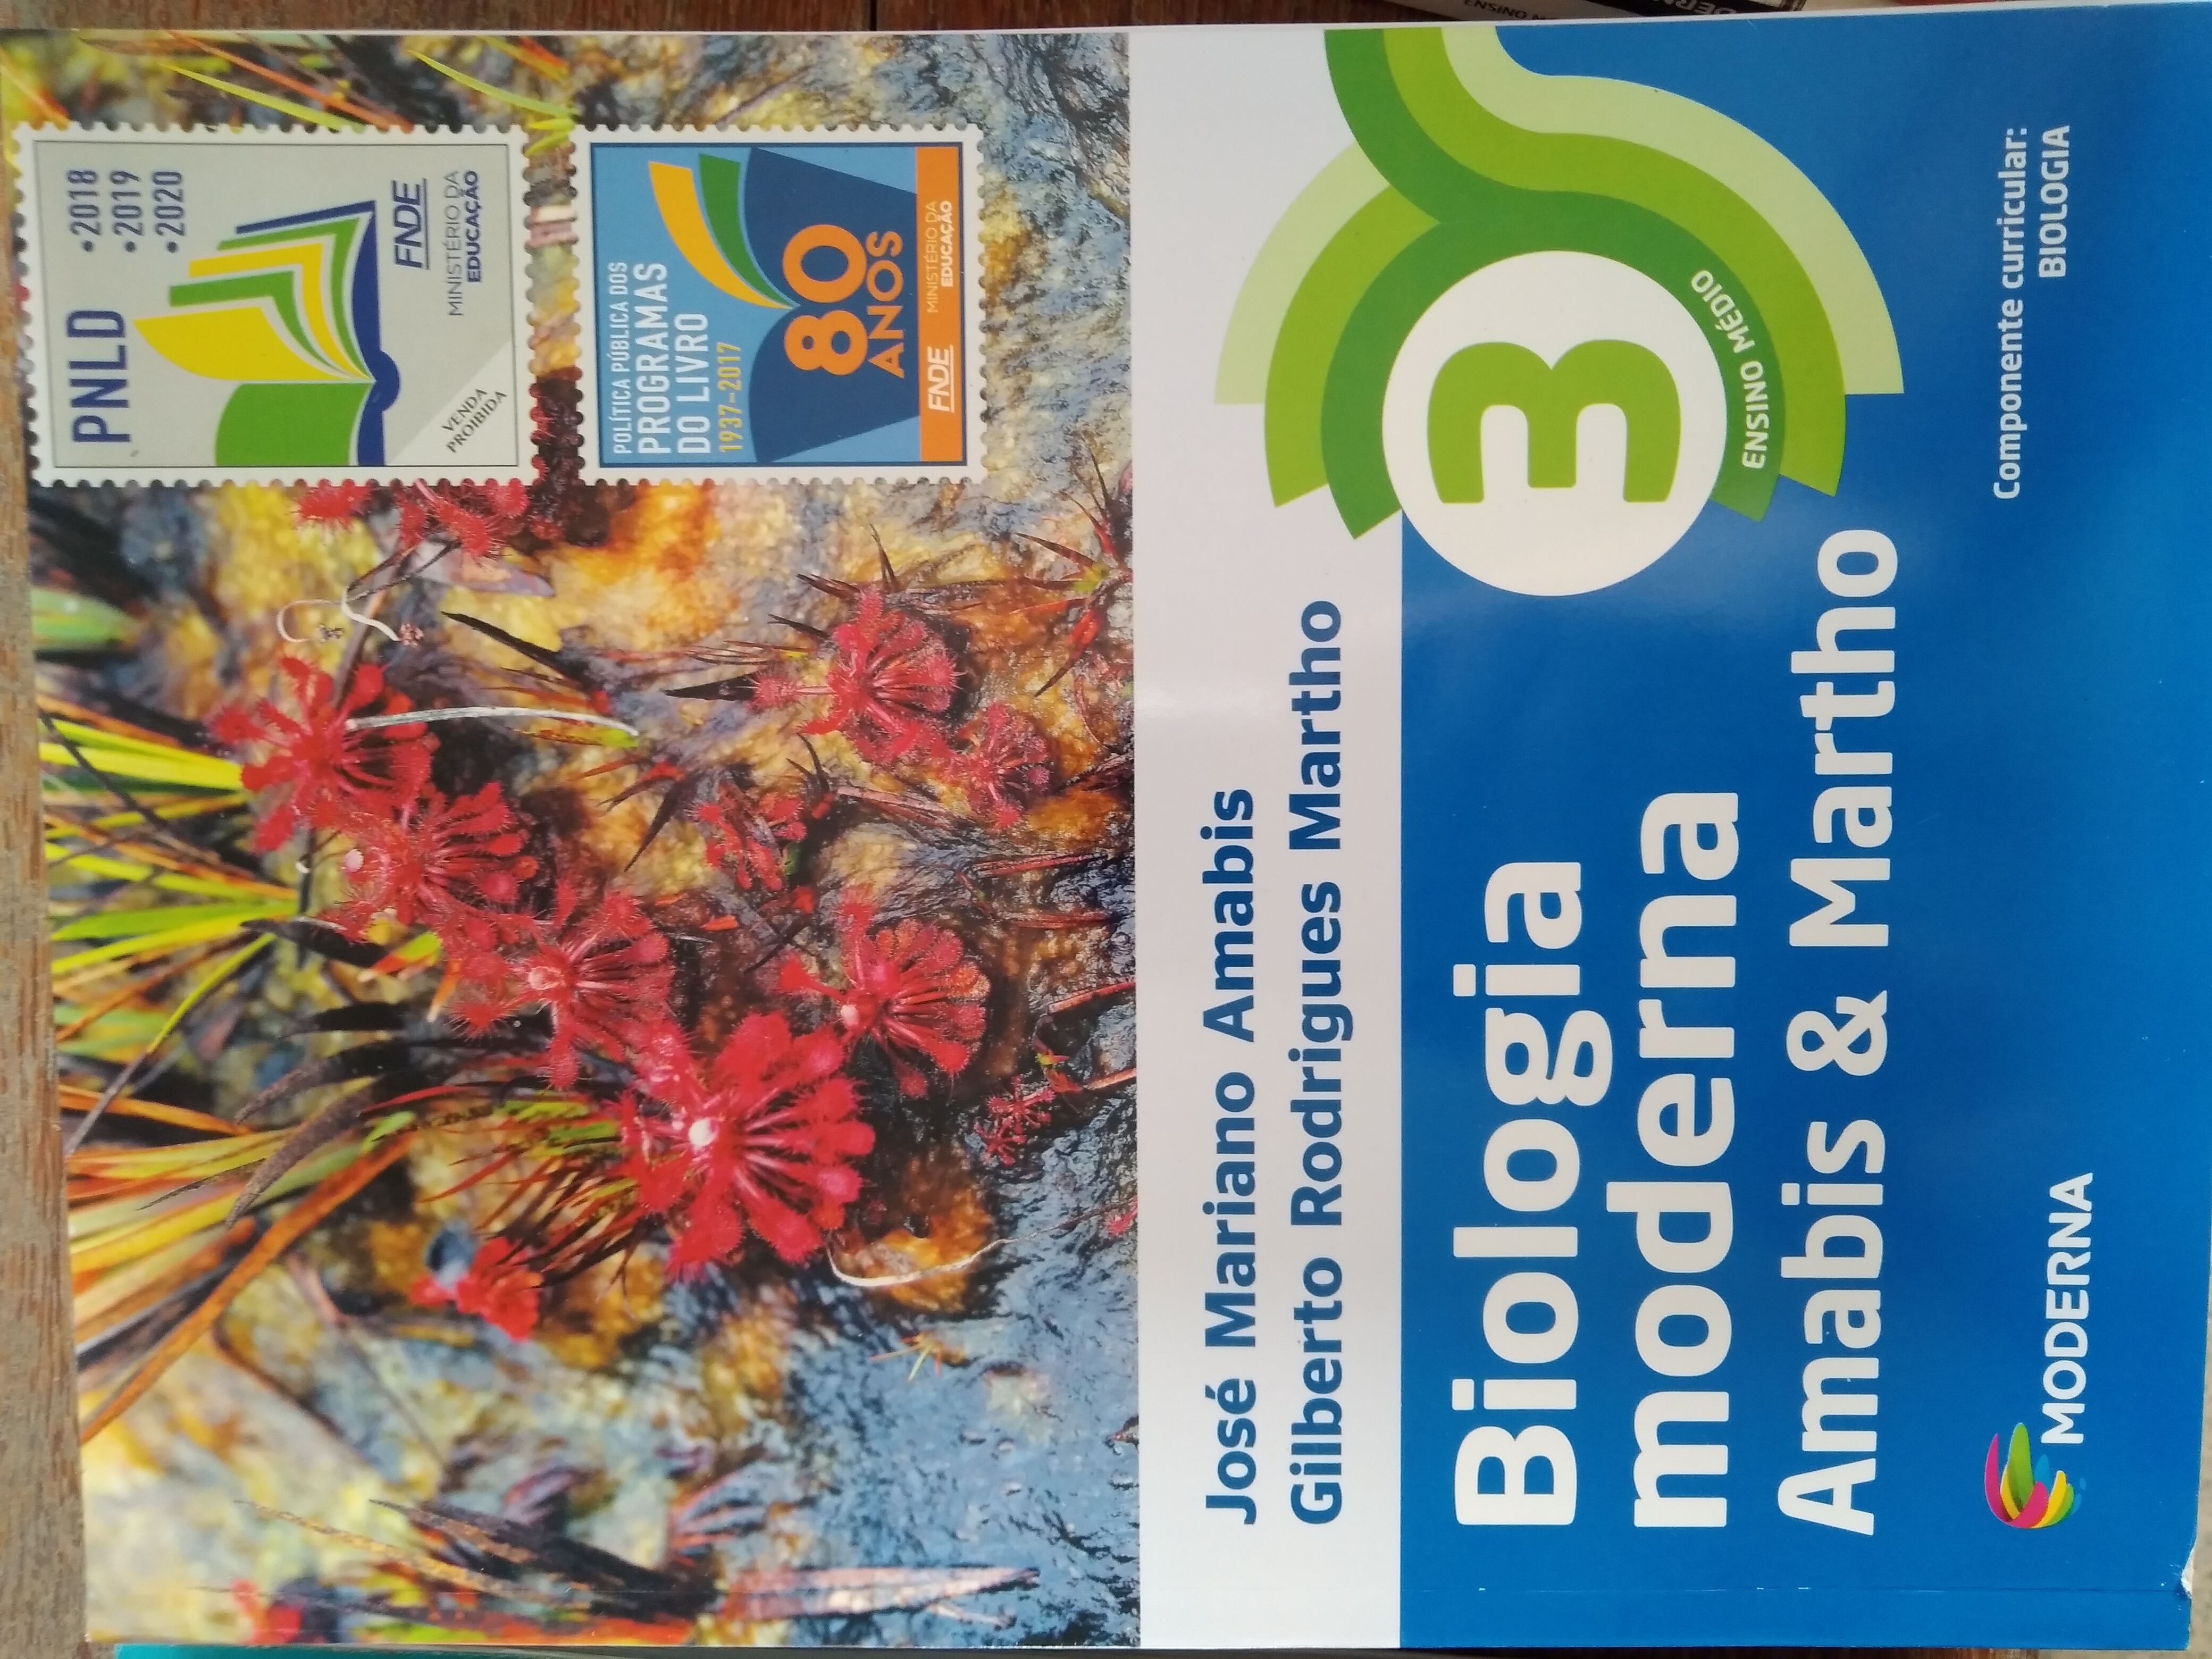 PNLD
•2018
•2019
•2020
FNDE
MINISTÉRIO DA
EDUCAÇÃO
VENDA
PROIBIDA
POLÍTICA PÚBLICA DOS
PROGRAMAS
DO LIVRO
1937-2017
80
ANOS
FNDE
MINISTÉRIO DA
EDUCAÇÃO
José Mariano Amabis
Gilberto Rodrigues Martho
Biologia
moderna
Amabis & Martho
3
ENSINO MÉDIO
MODERNA
Componente curricular:
BIOLOGIA